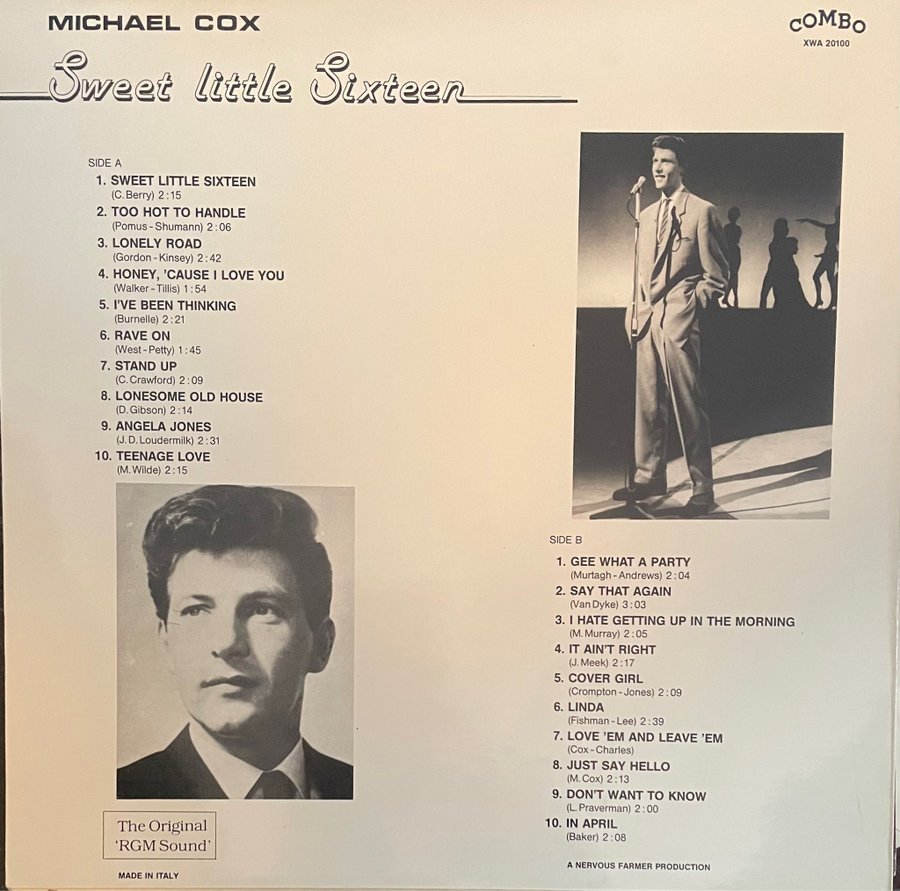 MICHAEL COX
COMBO
XWA 20100
Sweet little Sixteen
SIDE A
1. SWEET LITTLE SIXTEEN
(C. Berry) 2:15
2. TOO HOT TO HANDLE
(Pomus - Shumann) 2:06
3. LONELY ROAD
(Gordon - Kinsey) 2:42
4. HONEY, 'CAUSE I LOVE YOU
(Walker - Tillis) 1:54
5. I'VE BEEN THINKING
(Burnelle) 2:21
6. RAVE ON
(West - Petty) 1:45
7. STAND UP
(C. Crawford) 2:09
8. LONESOME OLD HOUSE
(D. Gibson) 2:14
9. ANGELA JONES
(J. D. Loudermilk) 2:31
10. TEENAGE LOVE
(M. Wilde) 2:15
SIDE B
1. GEE WHAT A PARTY
(Murtagh - Andrews) 2:04
2. SAY THAT AGAIN
(Van Dyke) 3:03
3. I HATE GETTING UP IN THE MORNING
(M. Murray) 2:05
4. IT AIN'T RIGHT
(J. Meek) 2:17
5. COVER GIRL
(Crompton - Jones) 2:09
6. LINDA
(Fishman - Lee) 2:39
7. LOVE 'EM AND LEAVE 'EM
(Cox - Charles)
8. JUST SAY HELLO
(M. Cox) 2:13
9. DON'T WANT TO KNOW
(L. Praverman) 2:00
10. IN APRIL
(Baker) 2:08
The Original
'RGM Sound'
MADE IN ITALY
A NERVOUS FARMER PRODUCTION